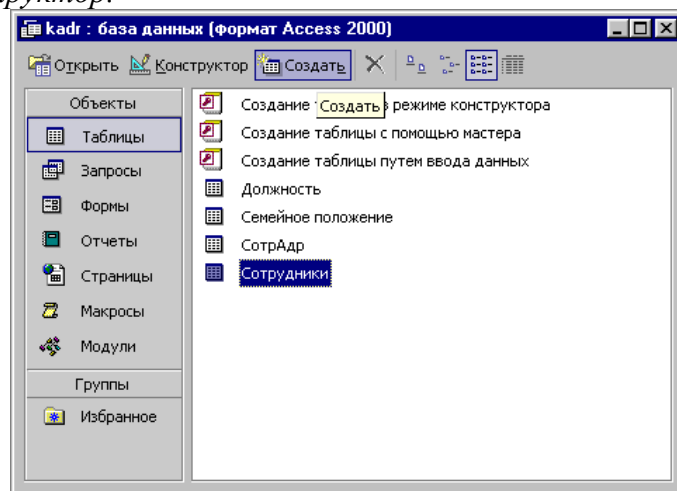 руктор.
kadr : база данных (формат Access 2000)
Открыть Конструктор Создать
Объекты
Таблицы
Запросы
Формы
Отчеты
Страницы
Макросы
Модули
Группы
Избранное
Создание в режиме конструктора
Создать
Создание таблицы с помощью мастера
Создание таблицы путем ввода данных
Должность
Семейное положение
СотрАдр
Сотрудники